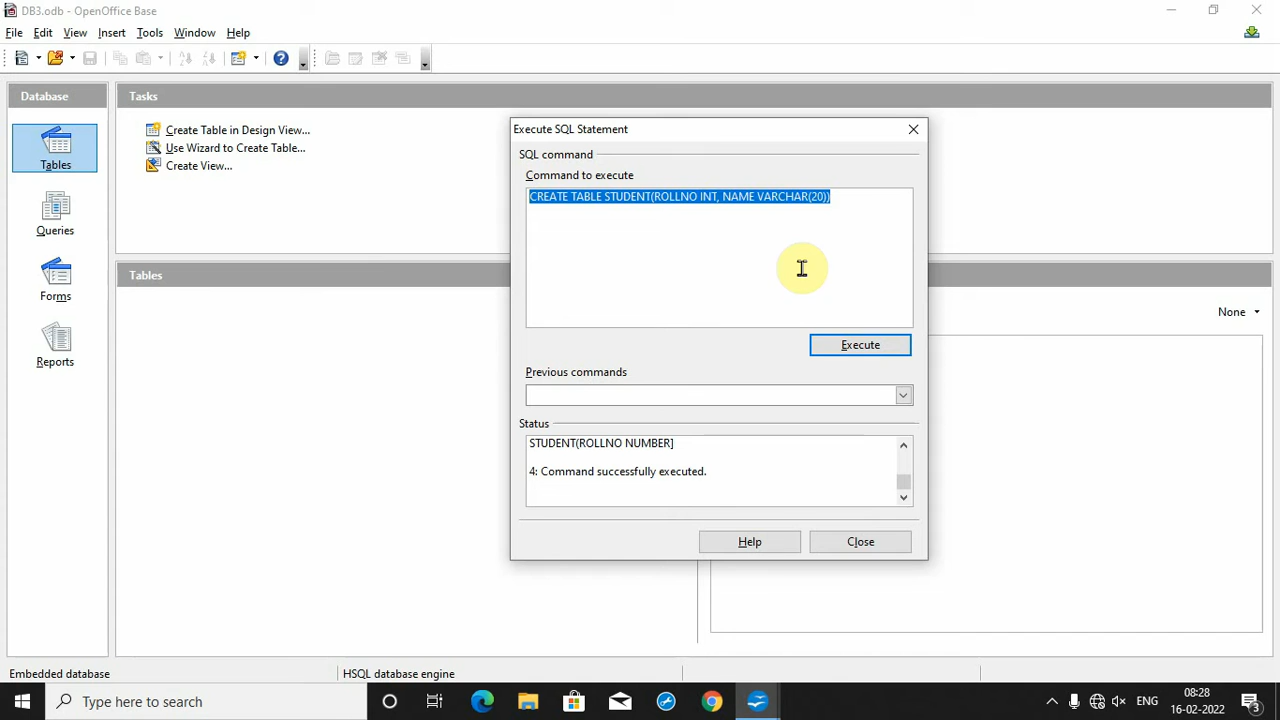 DB3.odb - OpenOffice Base
File Edit View Insert Tools Window Help
Database
Tables
Queries
Forms
Reports
Tasks
Create Table in Design View...
Use Wizard to Create Table...
Create View...
Tables
None
Execute SQL Statement
SQL command
Command to execute
CREATE TABLE STUDENT(ROLLNO INT, NAME VARCHAR(20))
Execute
Previous commands
Status
STUDENT(ROLLNO NUMBER]
4: Command successfully executed.
Help Close
Embedded database HSQL database engine
Type here to search
ENG
08:28
16-02-2022
3